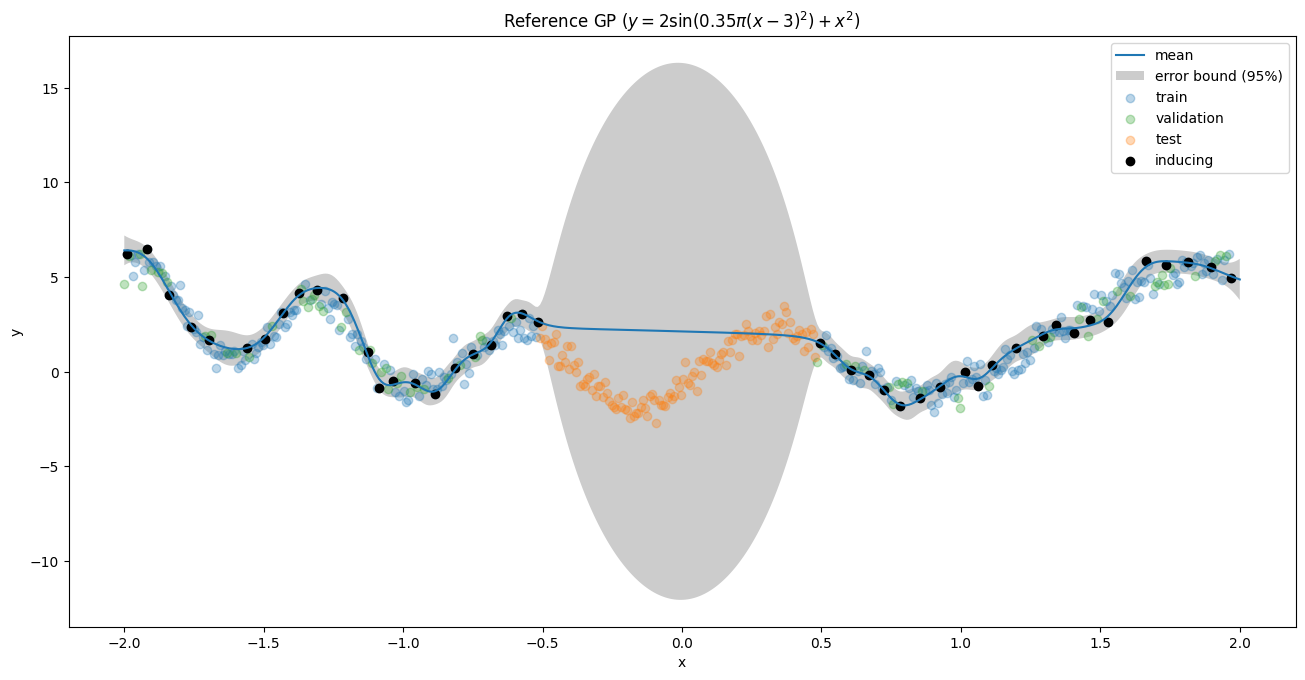 Reference GP (y = 2sin(0.35π(x − 3)²) + x²)
mean
error bound (95%)
train
validation
test
inducing
15
10
5
0
−5
−10
y
−2.0 −1.5 −1.0 −0.5 0.0 0.5 1.0 1.5 2.0
x